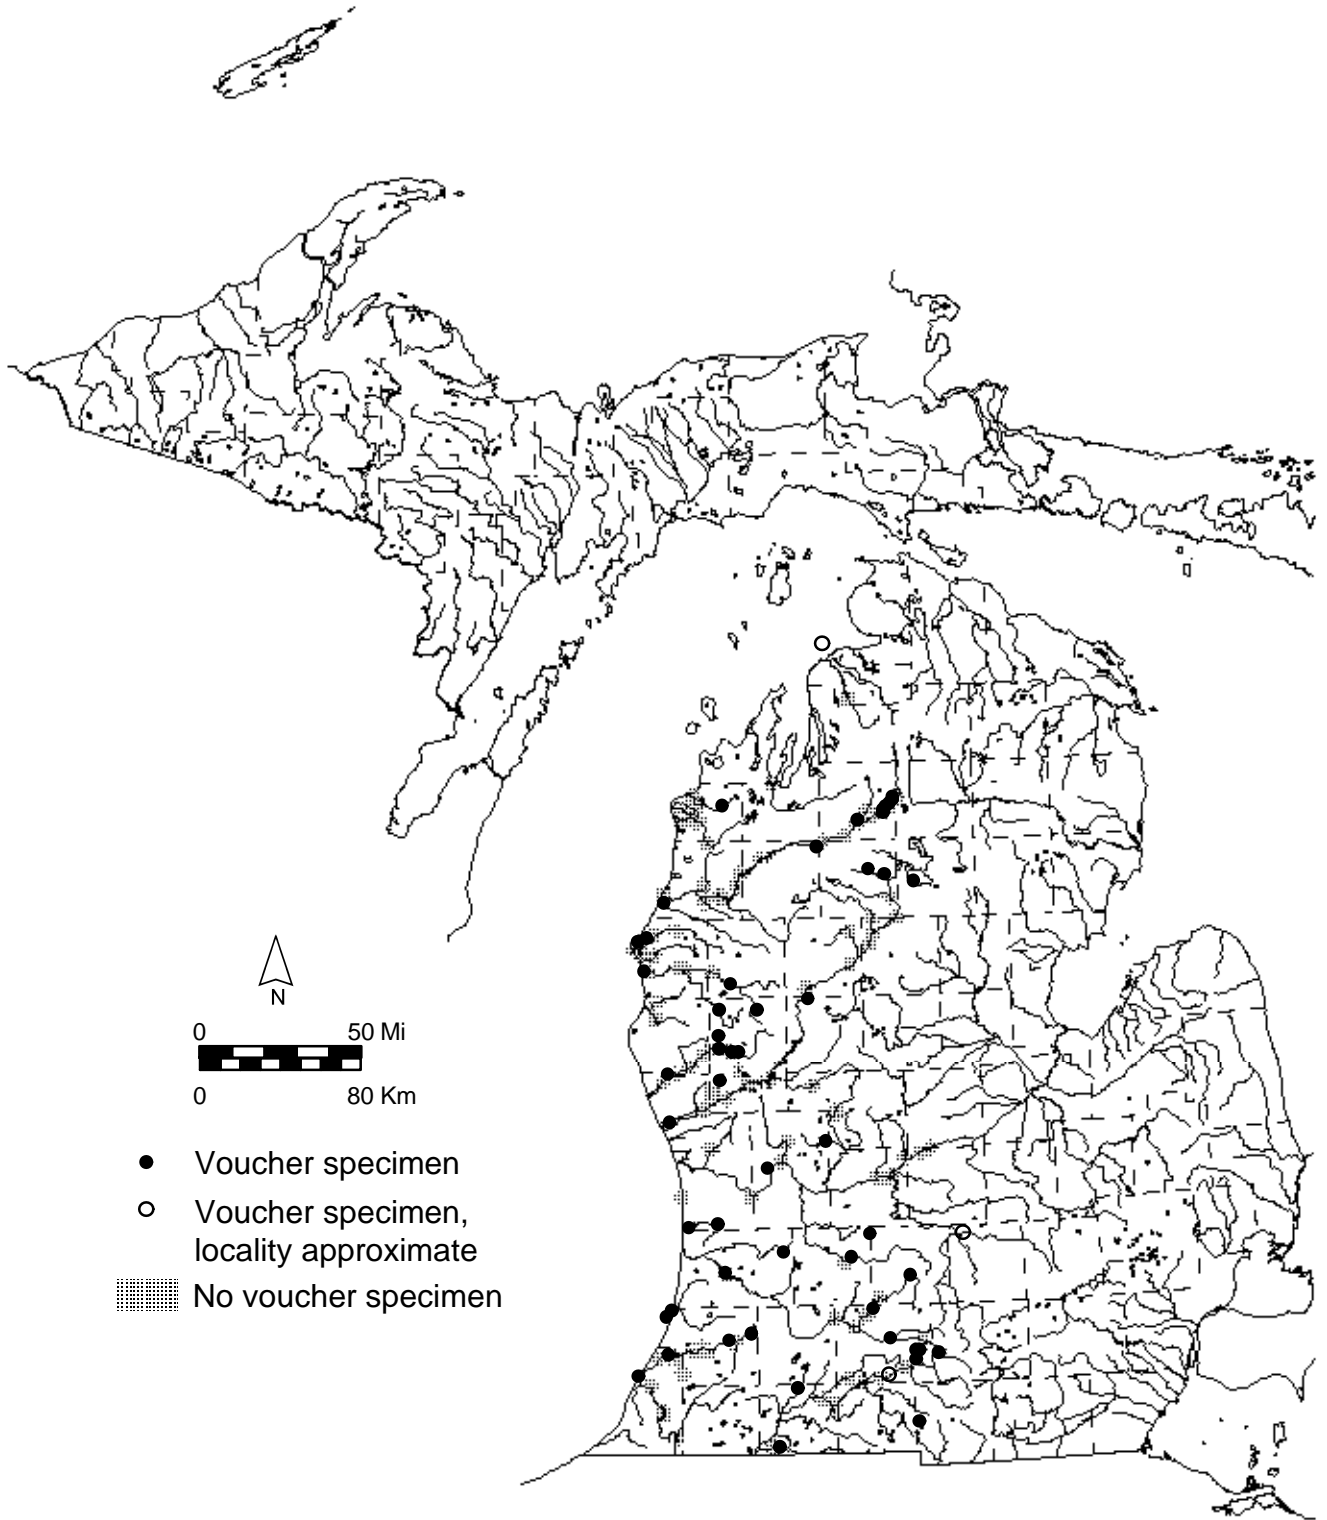 N
0 50 Mi
0 80 Km
Voucher specimen
Voucher specimen,
locality approximate
No voucher specimen